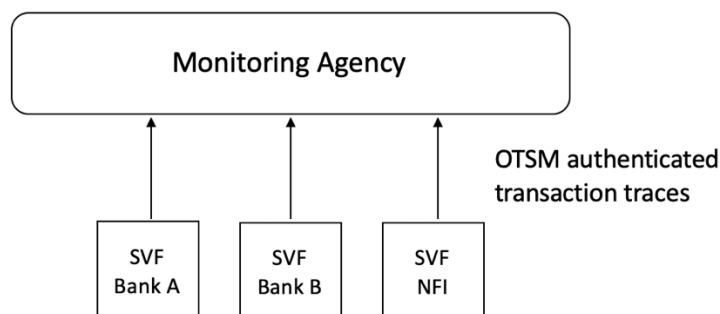 Monitoring Agency
OTSM authenticated
transaction traces
SVF
Bank A
SVF
Bank B
SVF
NFI